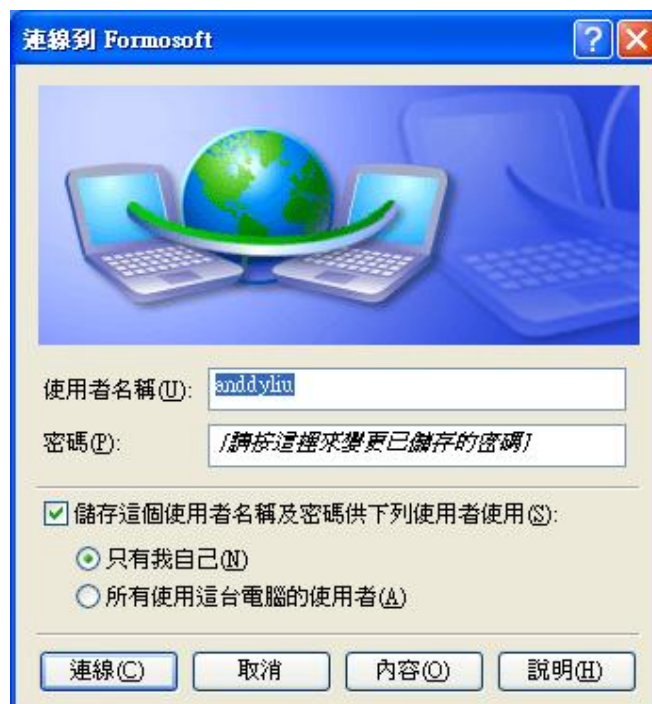 連線到 Formosoft
使用者名稱(U): anddyliu
密碼(P): [請按這裡來變更已儲存的密碼]
儲存這個使用者名稱及密碼供下列使用者使用(S):
只有我自己(N)
所有使用這台電腦的使用者(A)
連線(C) 取消 內容(O) 說明(H)